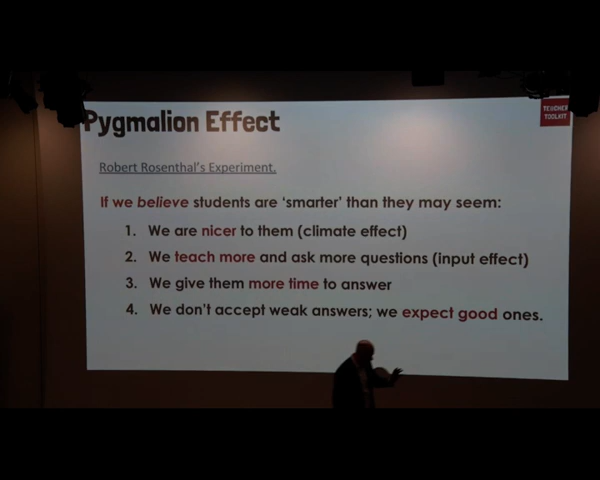 Pygmalion Effect
TEACHER
TOOLKIT
Robert Rosenthal's Experiment.
If we believe students are 'smarter' than they may seem:
1. We are nicer to them (climate effect)
2. We teach more and ask more questions (input effect)
3. We give them more time to answer
4. We don't accept weak answers; we expect good ones.